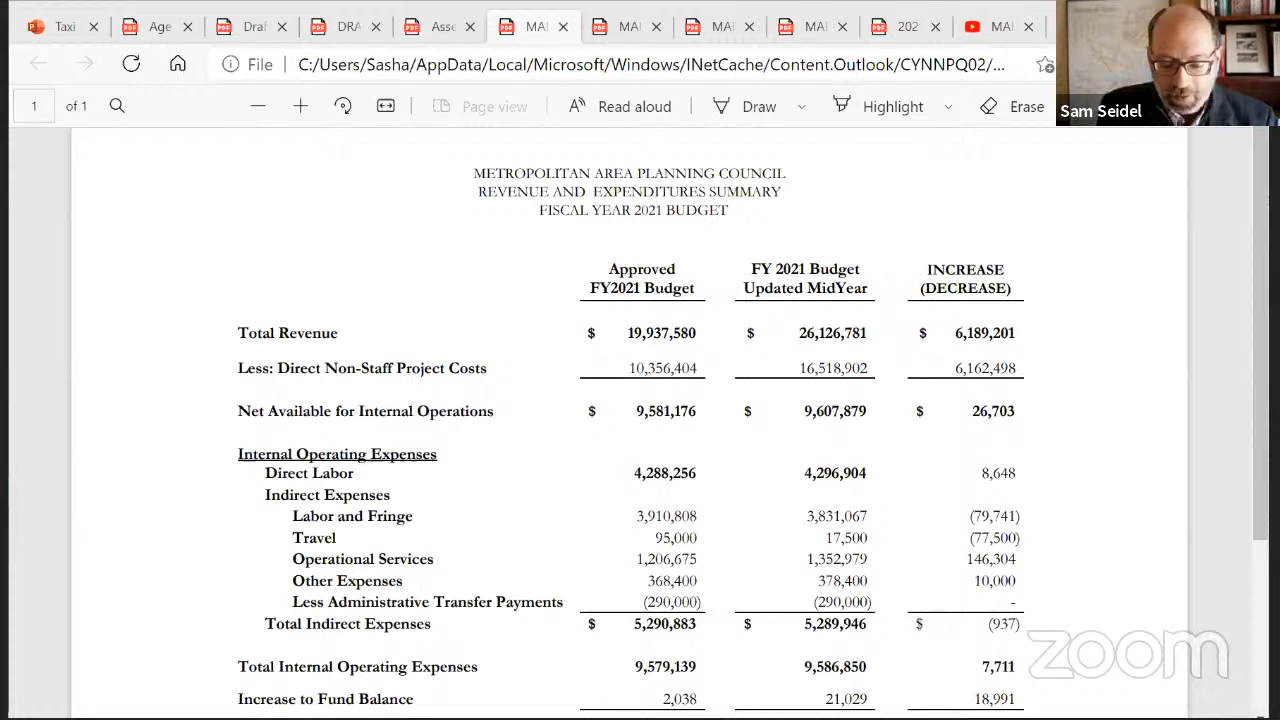 Taxi
Age
Draf
DRA
Asse
MAI
MAI
MAX
MAI
202
MAI
File
C:/Users/Sasha/AppData/Local/Microsoft/Windows/INetCache/Content.Outlook/CYNNPQ02/...
1 of 1
Page view
Read aloud
Draw
Highlight
Erase
Sam Seidel
METROPOLITAN AREA PLANNING COUNCIL
REVENUE AND EXPENDITURES SUMMARY
FISCAL YEAR 2021 BUDGET
Approved FY 2021 Budget INCREASE
FY2021 Budget Updated MidYear (DECREASE)
Total Revenue $ 19,937,580 $ 26,126,781 $ 6,189,201
Less: Direct Non-Staff Project Costs 10,356,404 16,518,902 6,162,498
Net Available for Internal Operations $ 9,581,176 $ 9,607,879 $ 26,703
Internal Operating Expenses
Direct Labor 4,288,256 4,296,904 8,648
Indirect Expenses
Labor and Fringe 3,910,808 3,831,067 (79,741)
Travel 95,000 17,500 (77,500)
Operational Services 1,206,675 1,352,979 146,304
Other Expenses 368,400 378,400 10,000
Less Administrative Transfer Payments (290,000) (290,000) -
Total Indirect Expenses $ 5,290,883 $ 5,289,946 $ (937)
Total Internal Operating Expenses 9,579,139 9,586,850 7,711
Increase to Fund Balance 2,038 21,029 18,991
zoom